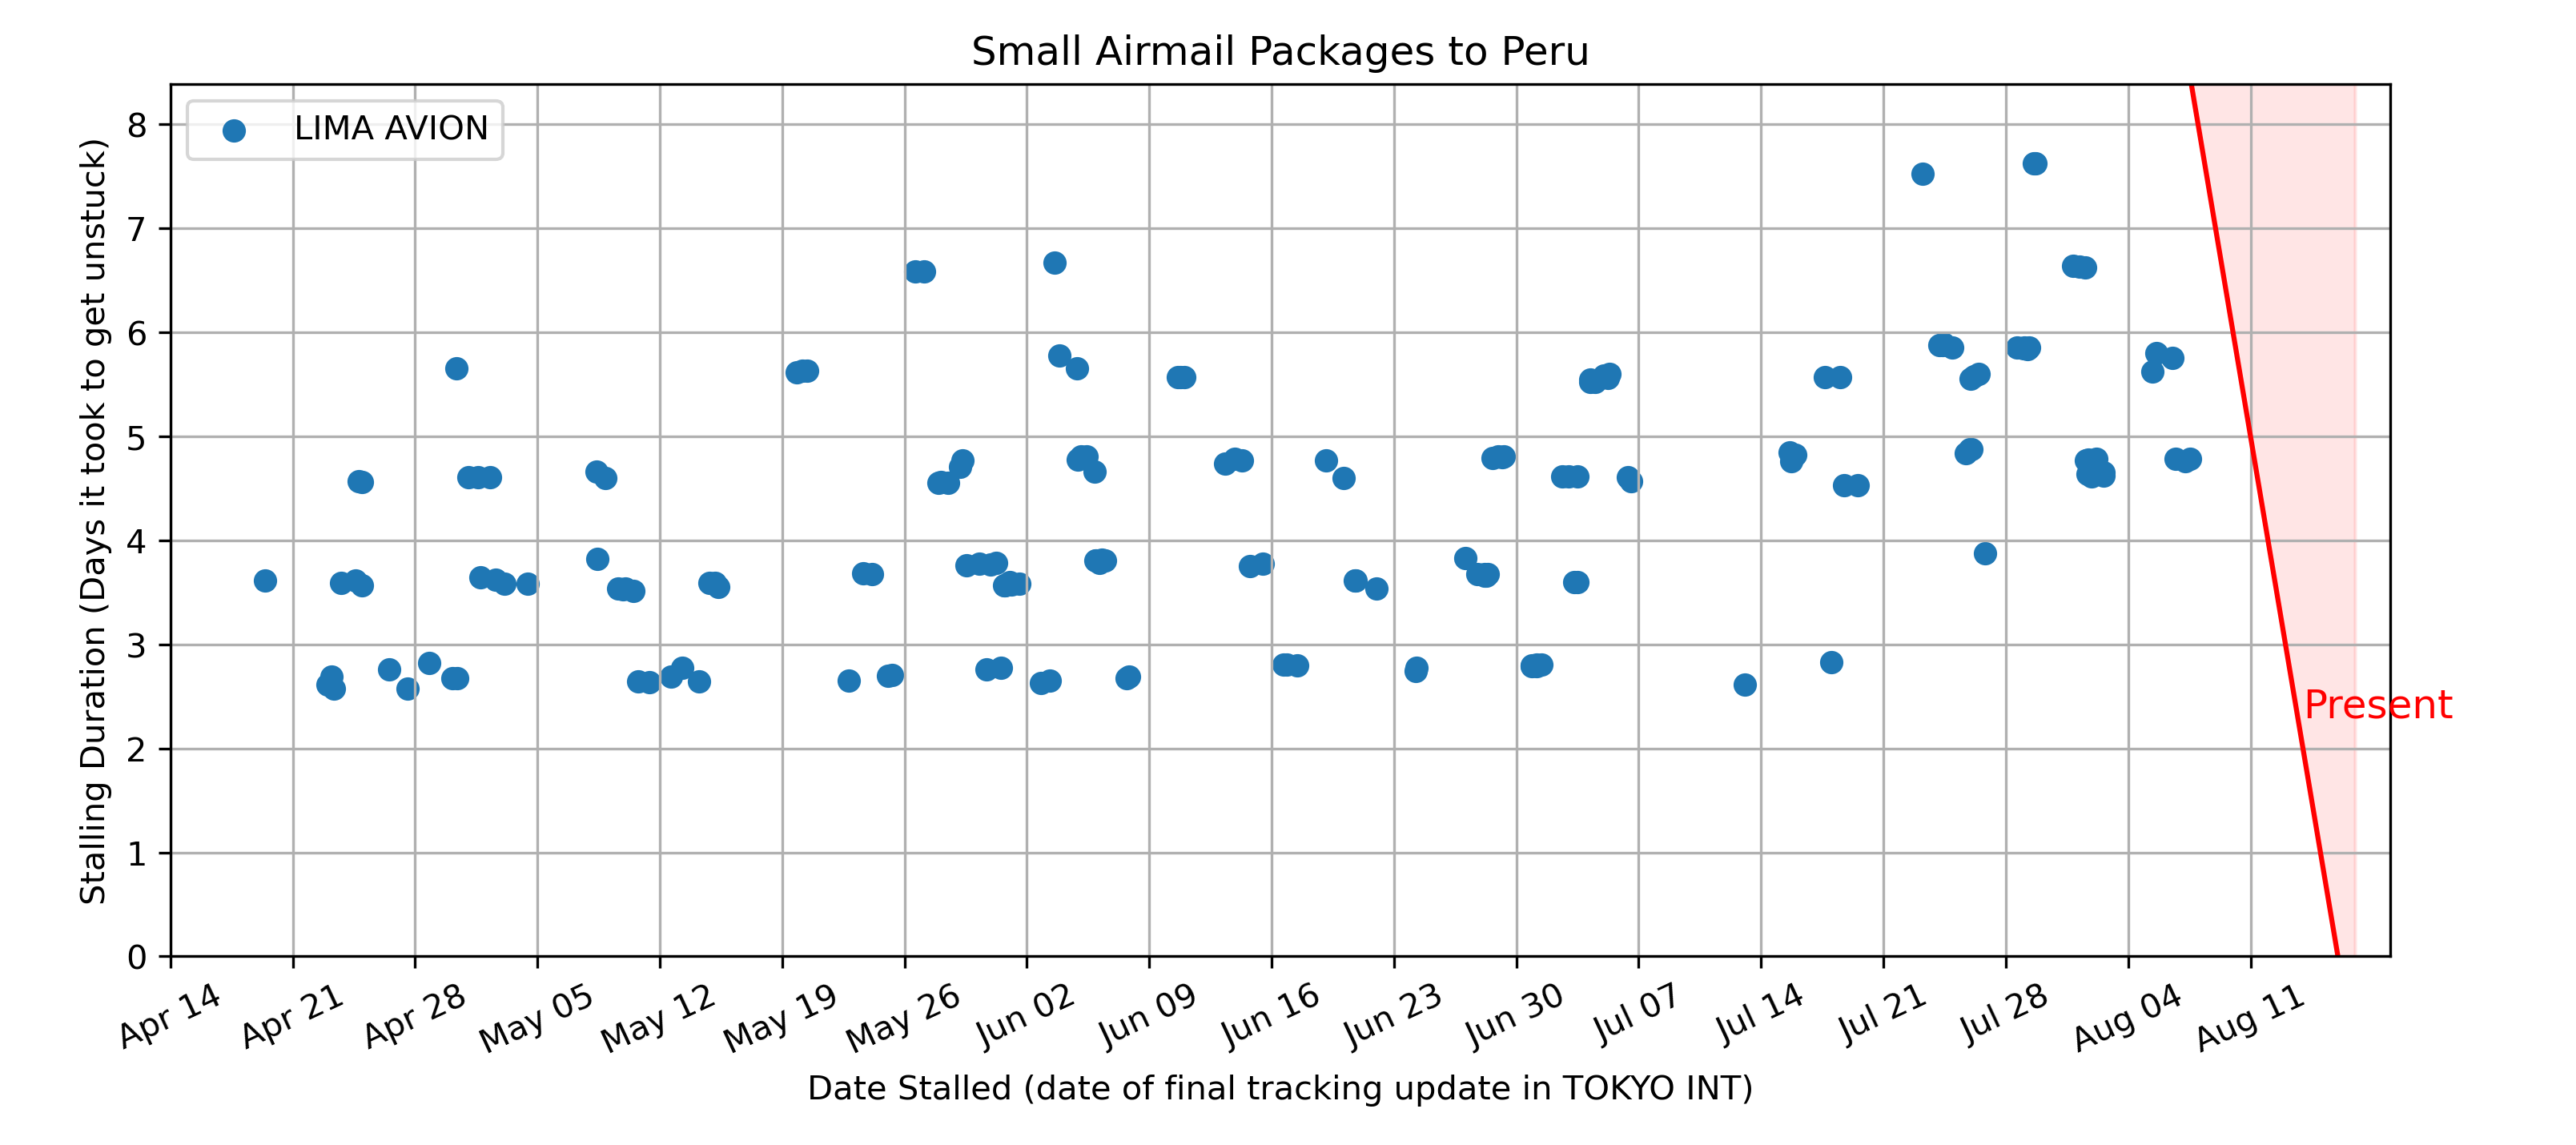 Small Airmail Packages to Peru
LIMA AVION
Stalling Duration (Days it took to get unstuck)
8
7
6
5
4
3
2
1
0
Present
Apr 14
Apr 21
Apr 28
May 05
May 12
May 19
May 26
Jun 02
Jun 09
Jun 16
Jun 23
Jun 30
Jul 07
Jul 14
Jul 21
Jul 28
Aug 04
Aug 11
Date Stalled (date of final tracking update in TOKYO INT)